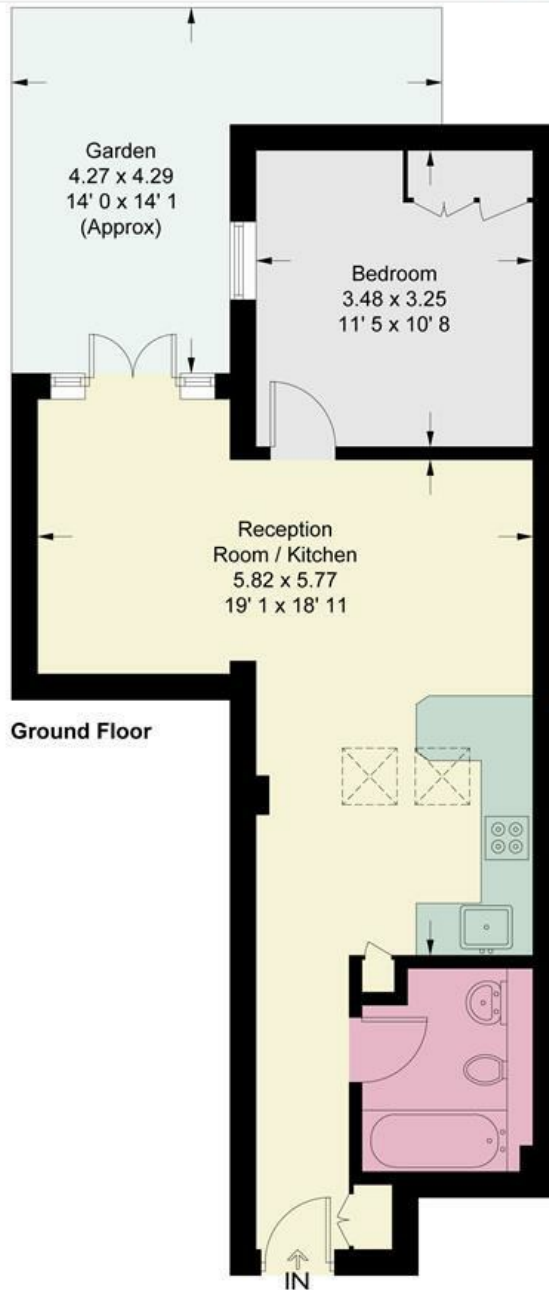 Garden
4.27 x 4.29
14' 0 x 14' 1
(Approx)
Bedroom
3.48 x 3.25
11' 5 x 10' 8
Reception
Room / Kitchen
5.82 x 5.77
19' 1 x 18' 11
Ground Floor
IN